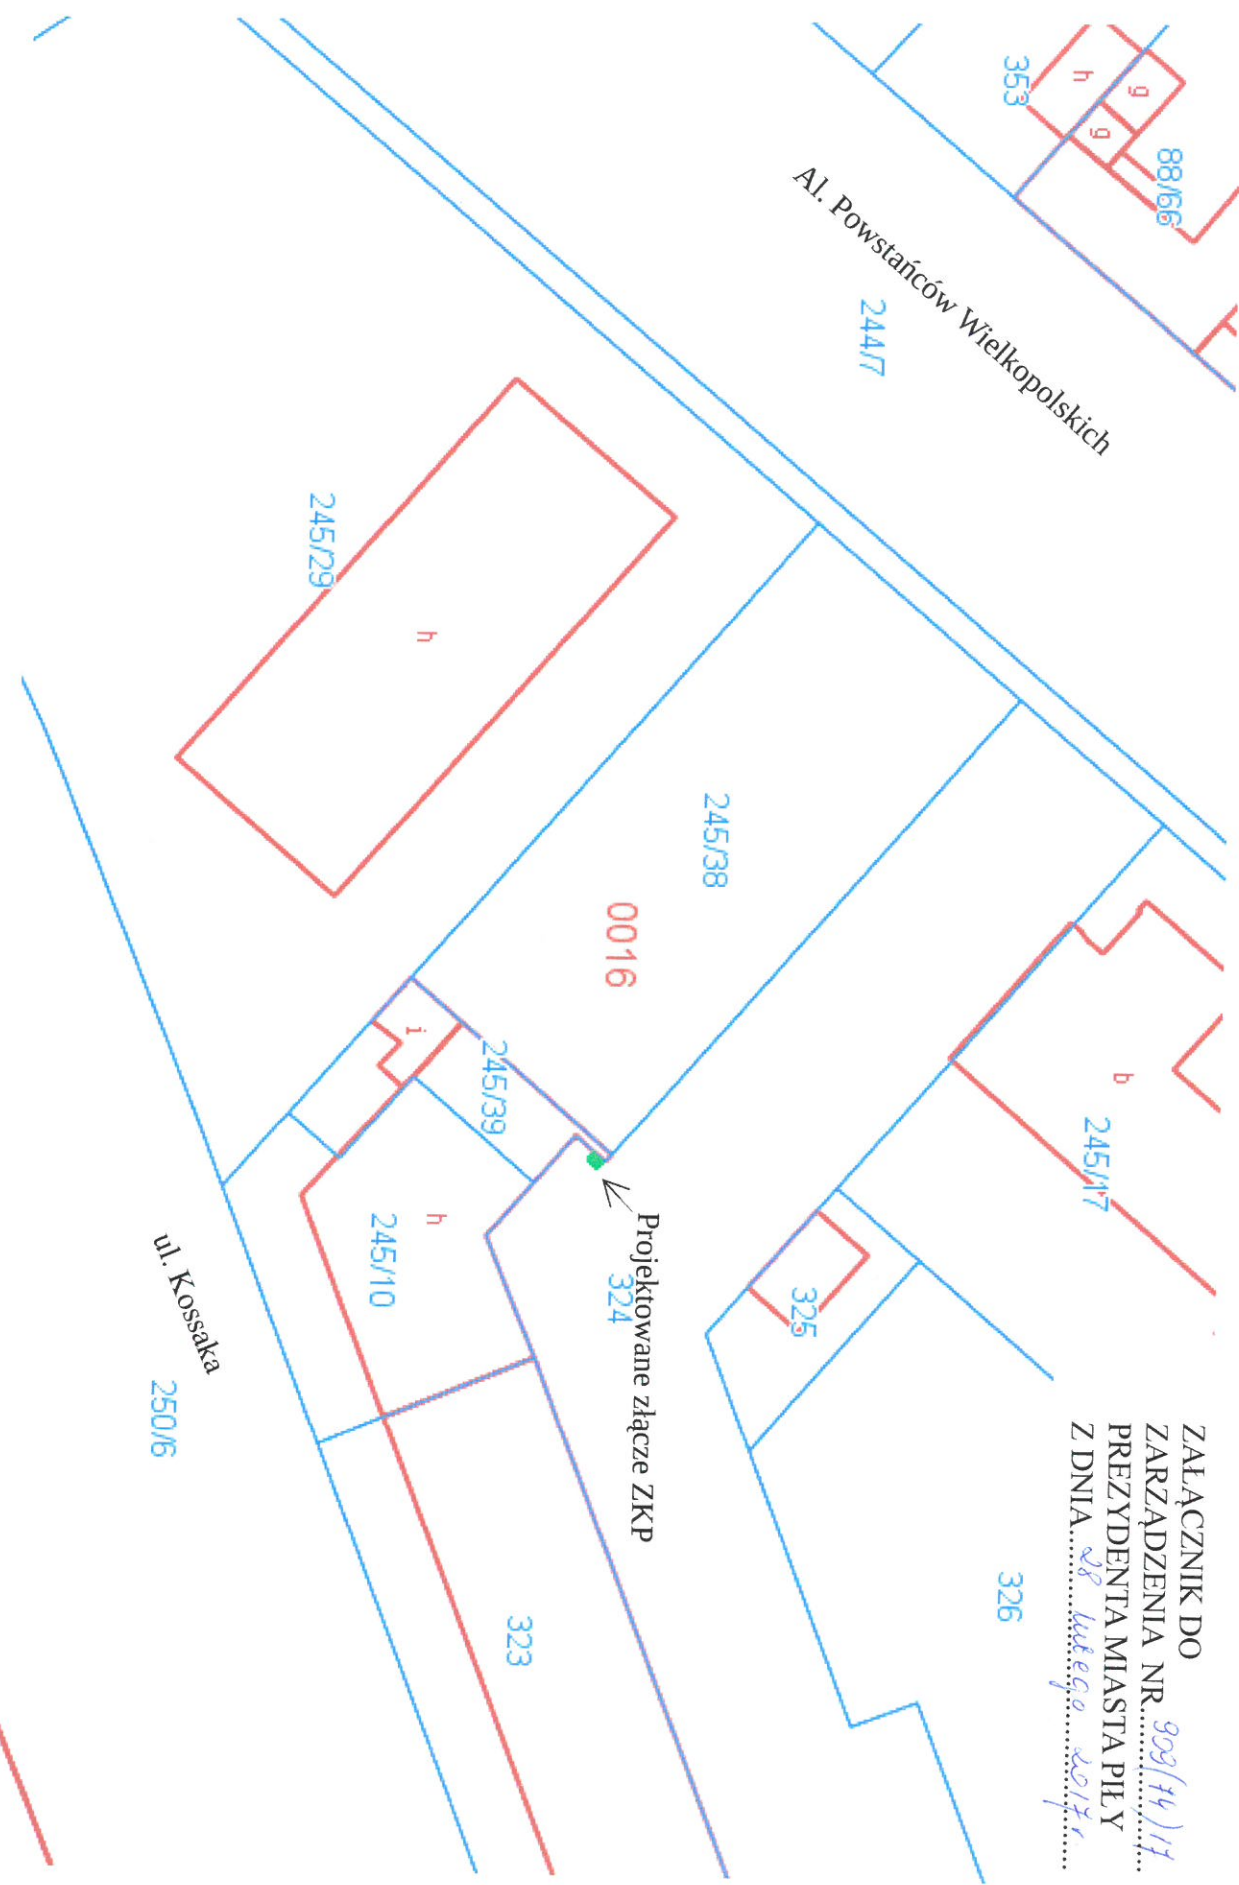 ZAŁĄCZNIK DO
ZARZĄDZENIA NR 909/74/17
PREZYDENTA MIASTA PIŁY
Z DNIA 28 lutego 2017 r.
353
h
g
g
88/66
Al. Powstańców Wielkopolskich
244/7
245/29
h
245/38
00016
i
245/39
b
245/17
Projektowane złącze ZKP
324
325
h
245/10
ul. Kossaka
250/6
323
326